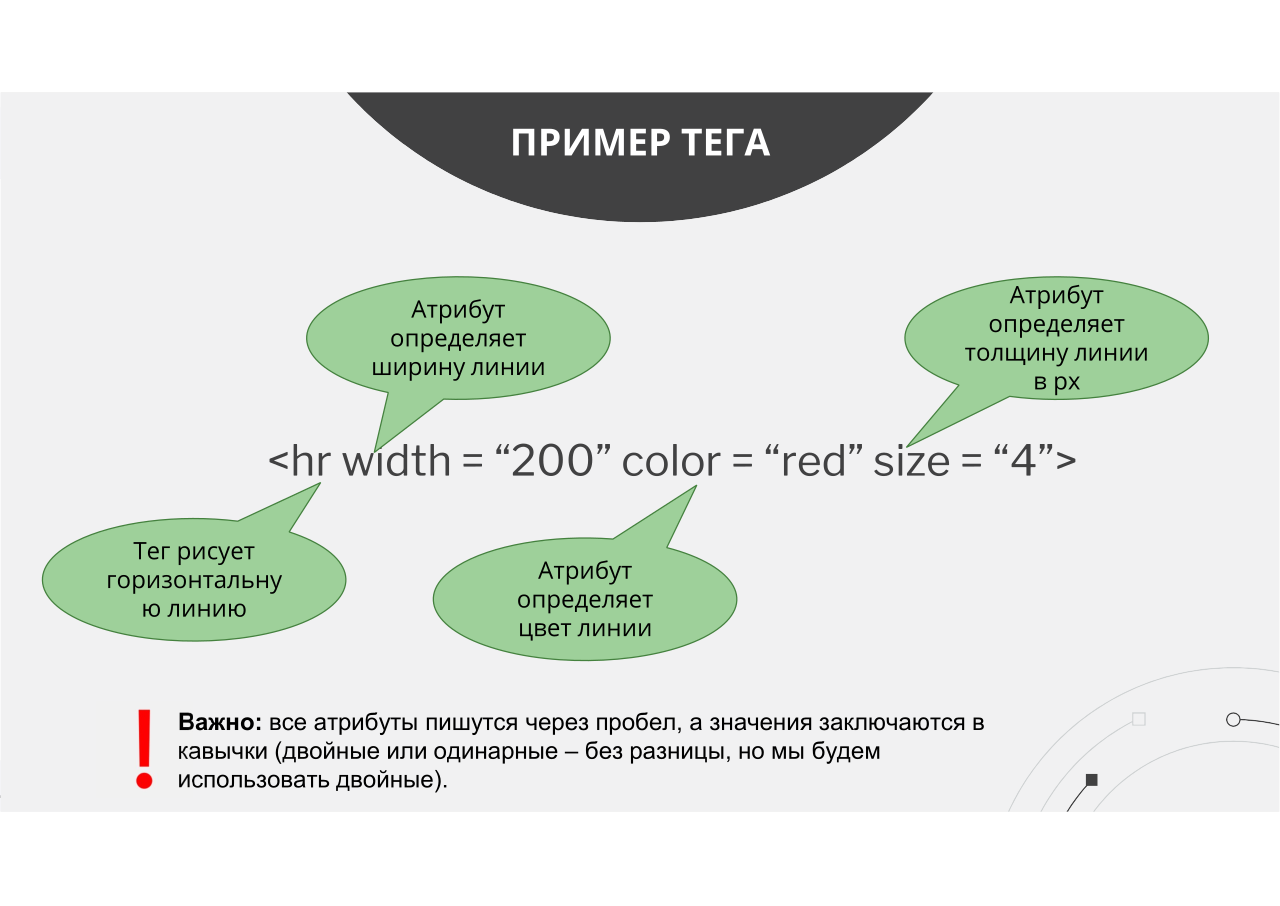 ПРИМЕР ТЕГА
Атрибут
определяет
ширину линии
Атрибут
определяет
толщину линии
в px
<hr width = “200” color = “red” size = “4”>
Тег рисует
горизонтальну
ю линию
Атрибут
определяет
цвет линии
Важно: все атрибуты пишутся через пробел, а значения заключаются в
кавычки (двойные или одинарные – без разницы, но мы будем
использовать двойные).